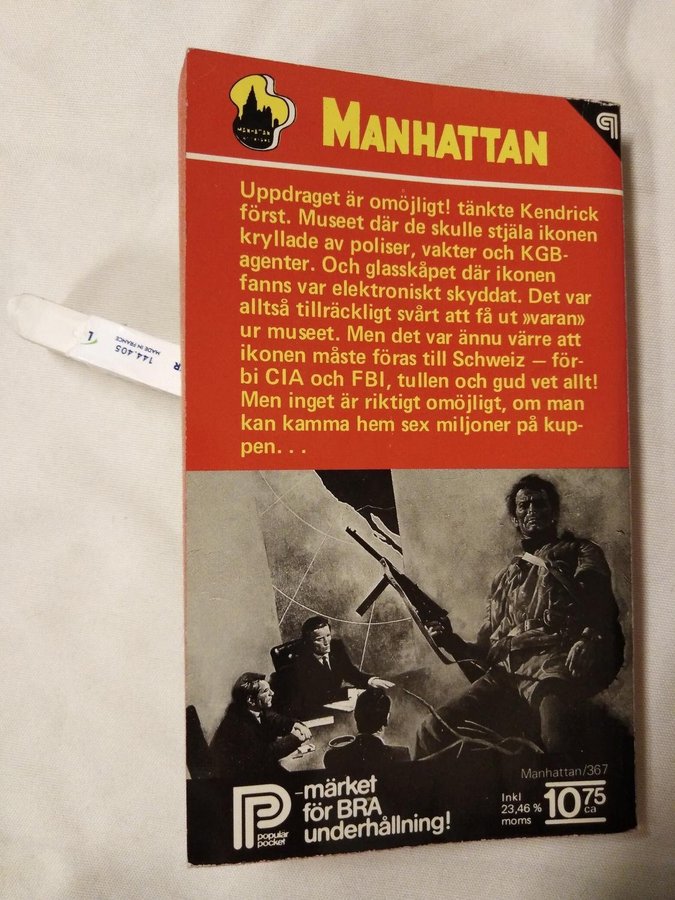 MANHATTAN
MANHATTAN
Uppdraget är omöjligt! tänkte Kendrick
först. Museet där de skulle stjäla ikonen
kryllade av poliser, vakter och KGB-
agenter. Och glasskåpet där ikonen
fanns var elektroniskt skyddat. Det var
alltså tillräckligt svårt att få ut »varan»
ur museet. Men det var ännu värre att
ikonen måste föras till Schweiz – för-
bi CIA och FBI, tullen och gud vet allt!
Men inget är riktigt omöjligt, om man
kan kamma hem sex miljoner på kup-
pen. . .
144.405
MADE IN FRANCE
L
R
P
populär
pocket
-märket
för BRA
underhållning!
Manhattan/367
Inkl
23,46 %
moms
10 75
ca